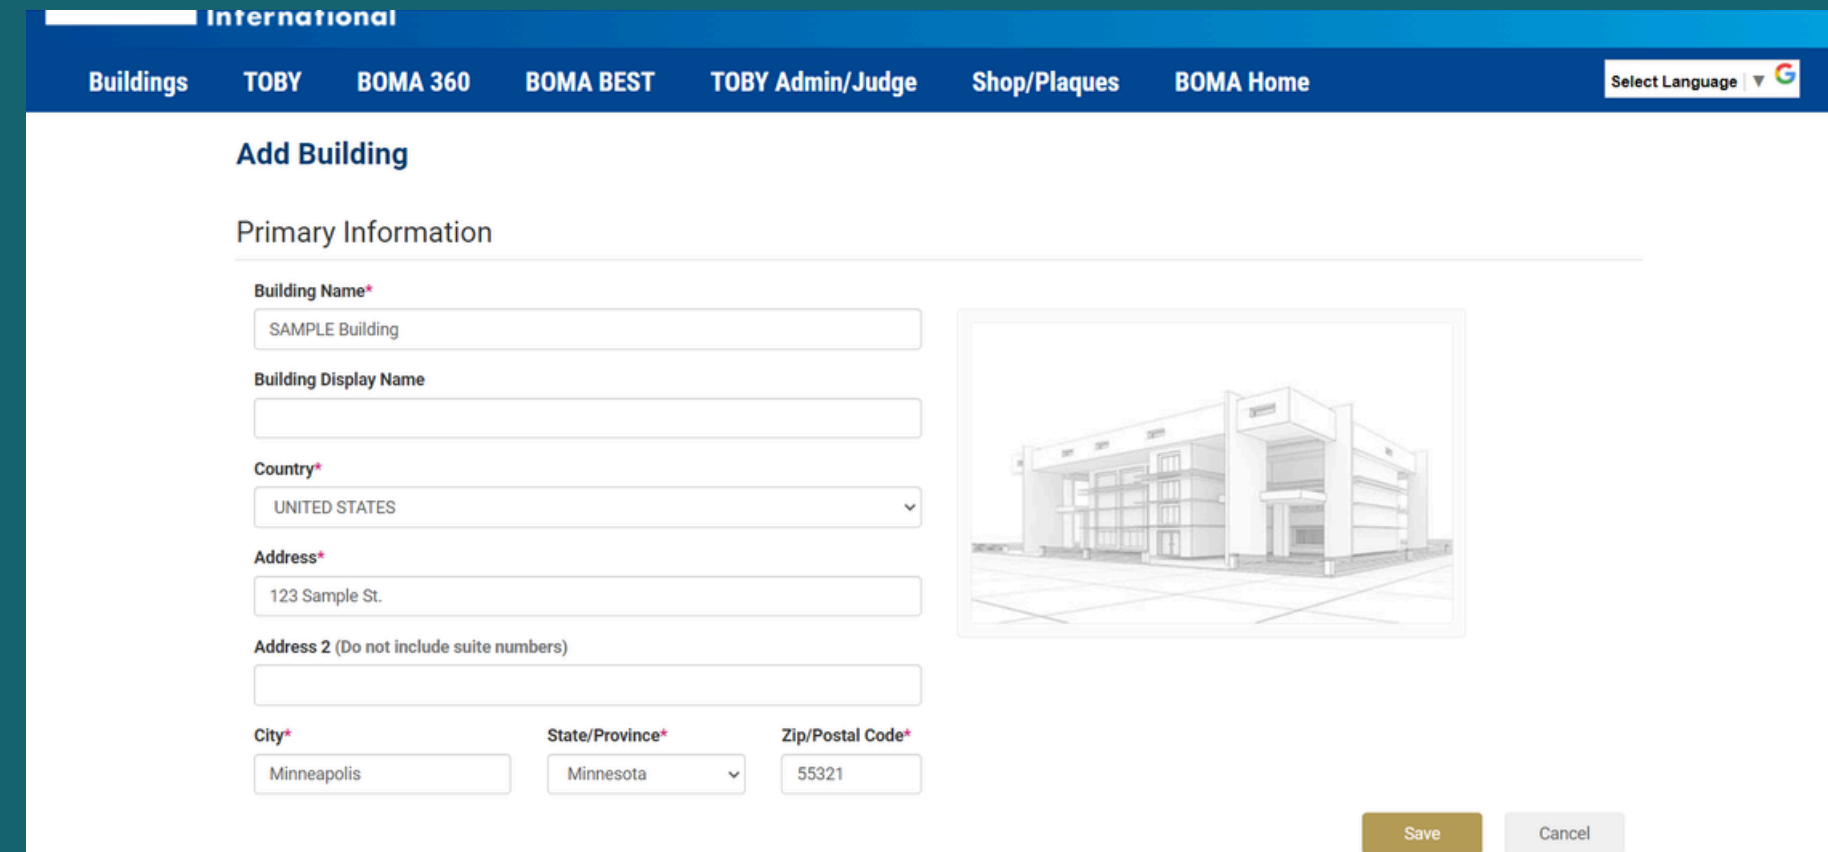 International
Buildings TOBY BOMA 360 BOMA BEST TOBY Admin/Judge Shop/Plaques BOMA Home Select Language ▼ G
Add Building
Primary Information
Building Name*
SAMPLE Building
Building Display Name
Country*
UNITED STATES
Address*
123 Sample St.
Address 2 (Do not include suite numbers)
City* State/Province* Zip/Postal Code*
Minneapolis Minnesota 55321
Save Cancel